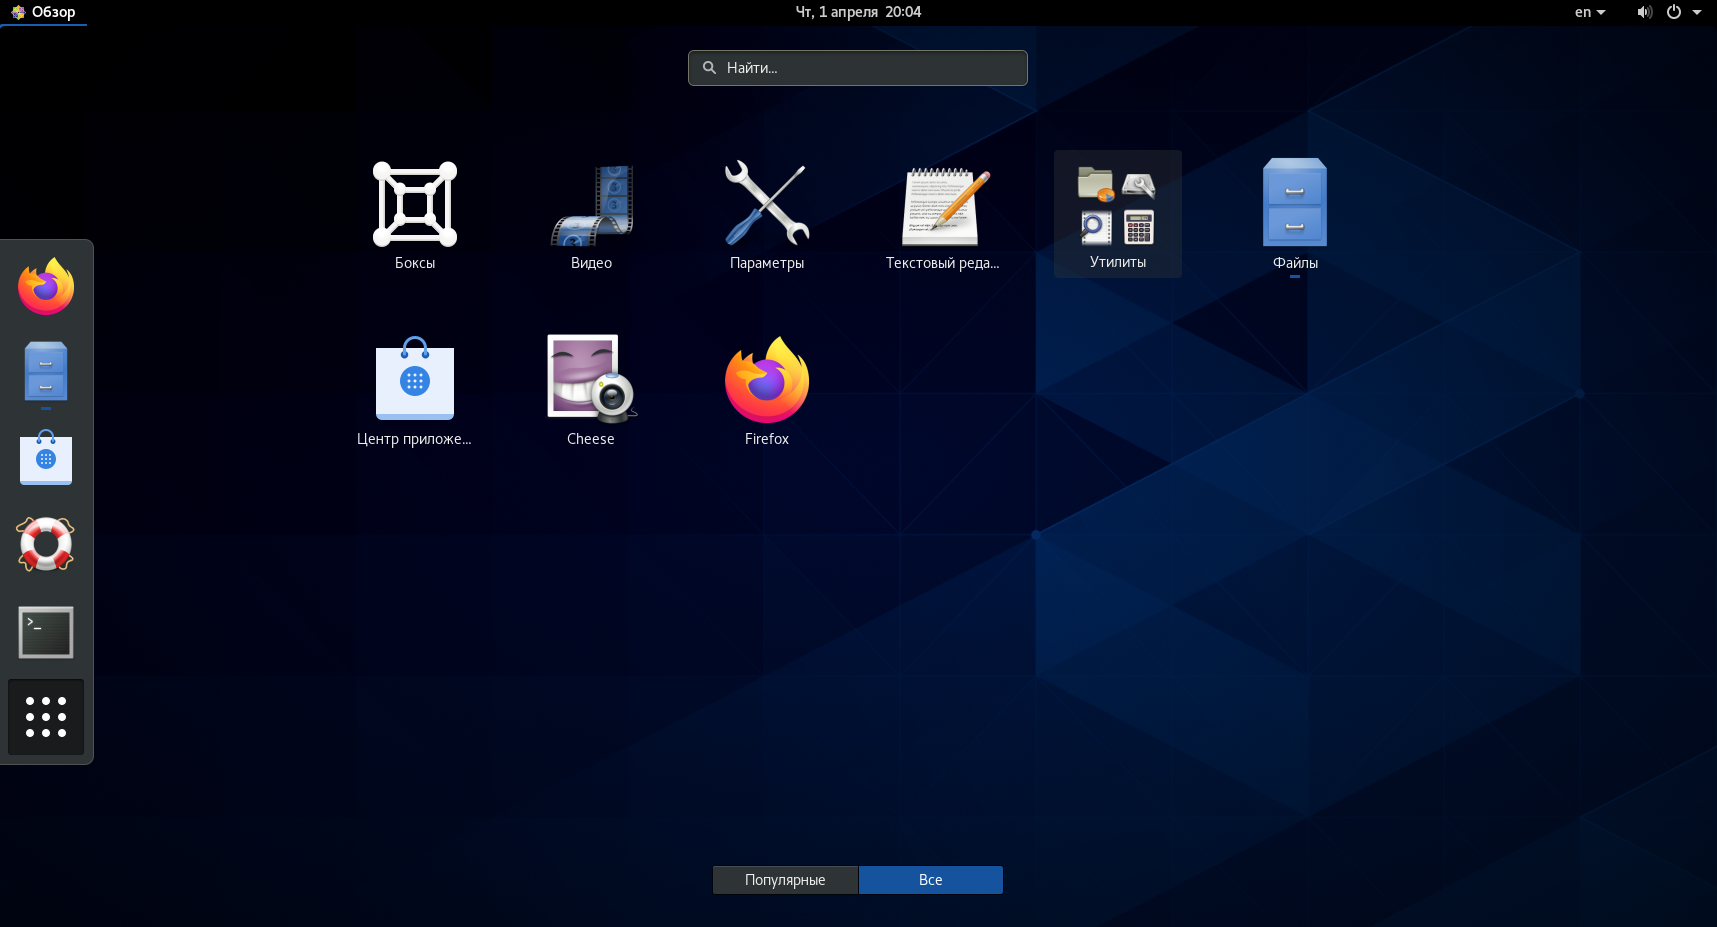 Обзор
Чт, 1 апреля 20:04
en
Найти...
Боксы
Видео
Параметры
Текстовый реда...
Утилиты
Файлы
Центр приложе...
Cheese
Firefox
>_
Популярные
Все